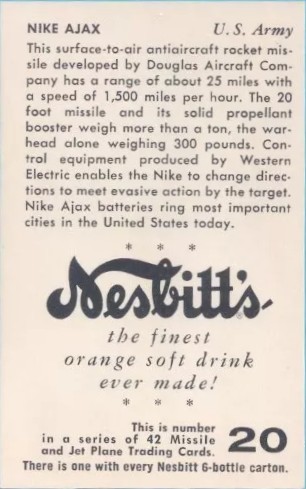 NIKE AJAX U. S. Army
This surface-to-air antiaircraft rocket mis-
sile developed by Douglas Aircraft Com-
pany has a range of about 25 miles with
a speed of 1,500 miles per hour. The 20
foot missile and its solid propellant
booster weigh more than a ton, the war-
head alone weighing 300 pounds. Con-
trol equipment produced by Western
Electric enables the Nike to change direc-
tions to meet evasive action by the target.
Nike Ajax batteries ring most important
cities in the United States today.
* * *
Nesbitt's®
the finest
orange soft drink
ever made!
* * *
This is number
in a series of 42 Missile
and Jet Plane Trading Cards.
20
There is one with every Nesbitt 6-bottle carton.